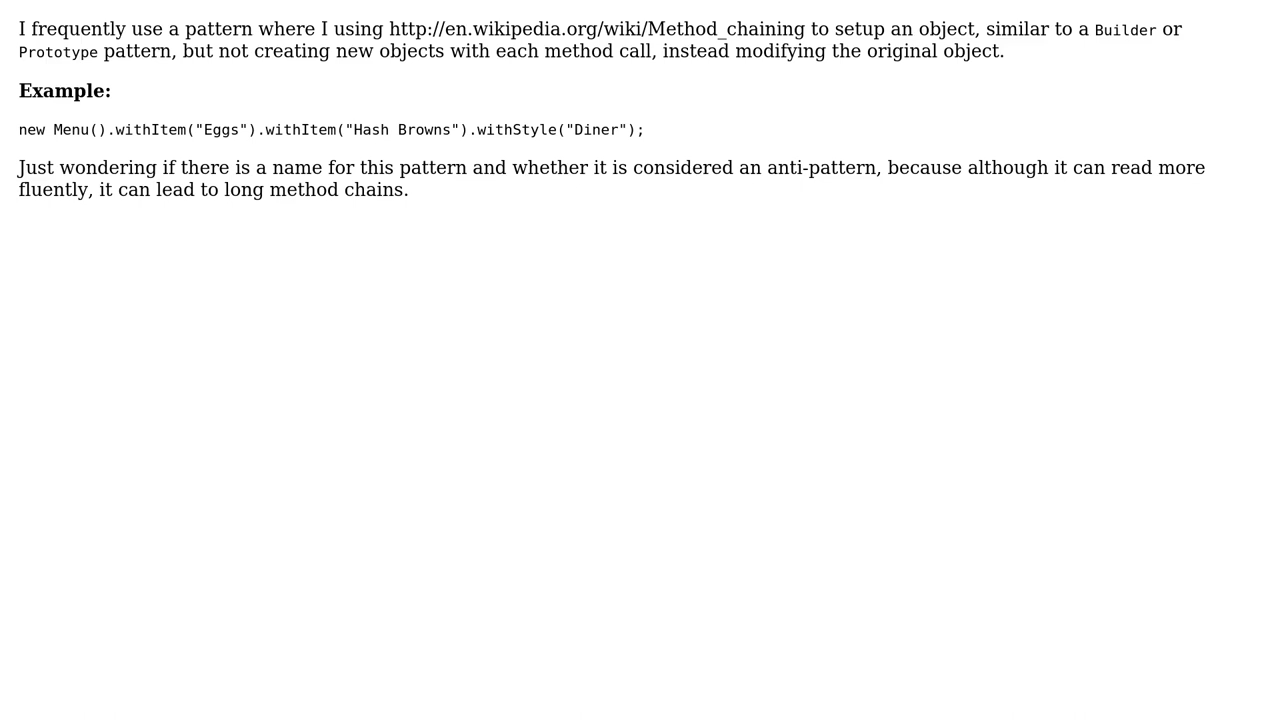 I frequently use a pattern where I using http://en.wikipedia.org/wiki/Method_chaining to setup an object, similar to a Builder or
Prototype pattern, but not creating new objects with each method call, instead modifying the original object.
Example:
new Menu().withItem("Eggs").withItem("Hash Browns").withStyle("Diner");
Just wondering if there is a name for this pattern and whether it is considered an anti-pattern, because although it can read more
fluently, it can lead to long method chains.